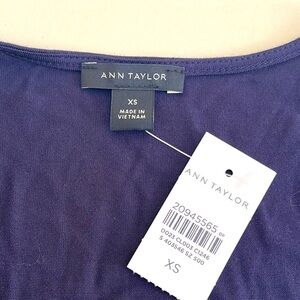 ANN TAYLOR
XS
MADE IN
VIETNAM
ANN TAYLOR
20945565
XS